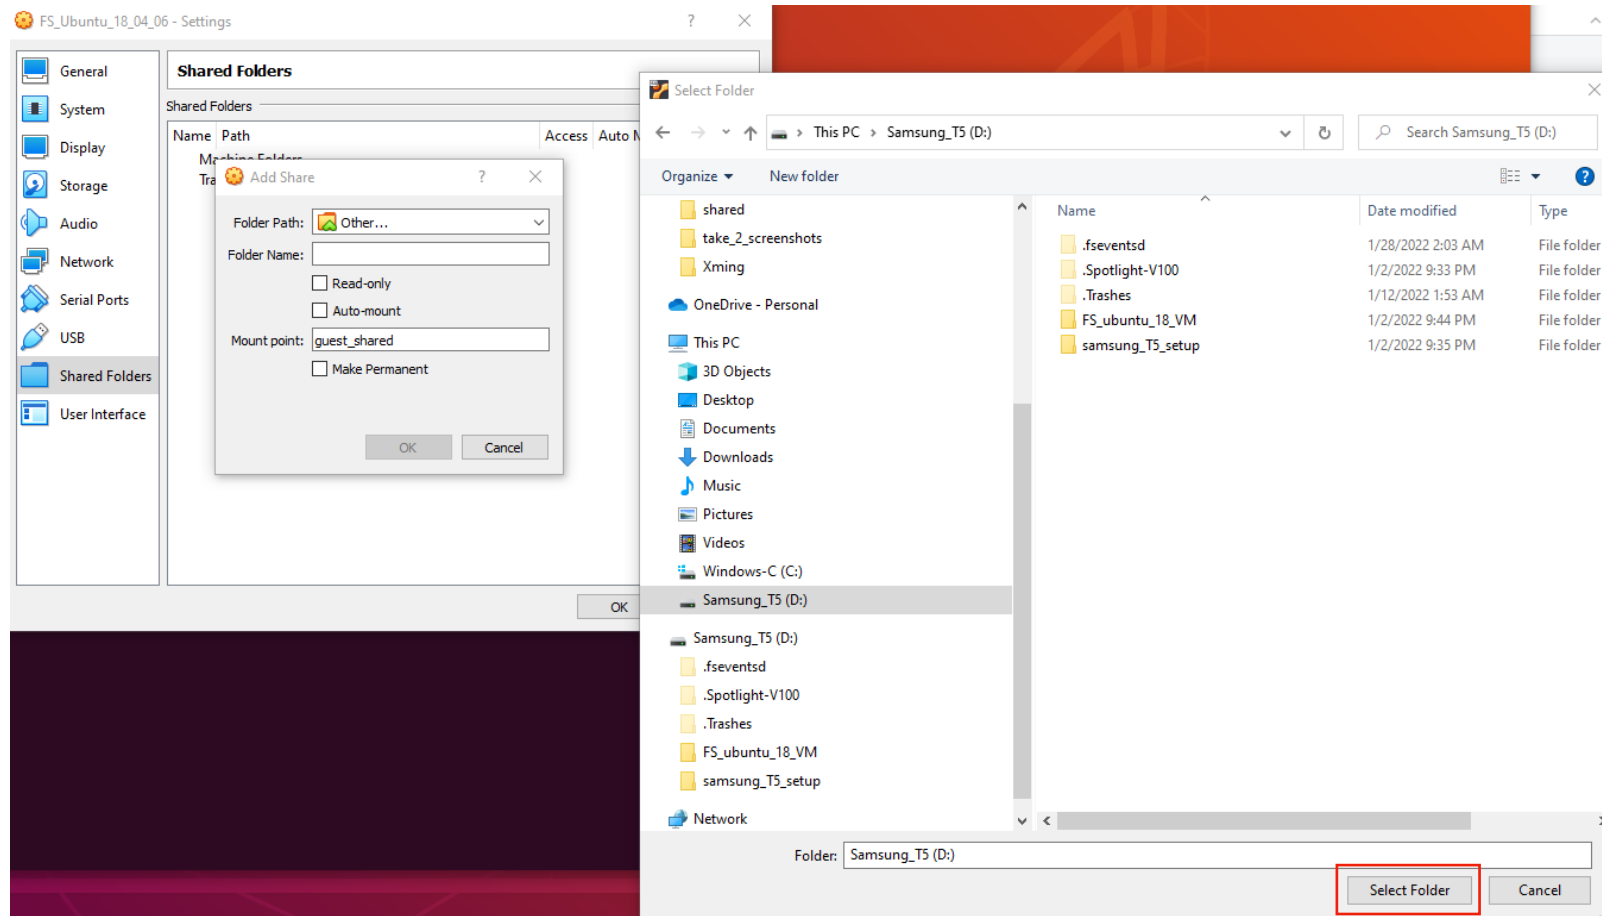 FS_Ubuntu_18_04_06 - Settings
General
System
Display
Storage
Audio
Network
Serial Ports
USB
Shared Folders
User Interface
Shared Folders
Shared Folders
Name Path Access Auto M
Machine Folders
Tra
Add Share
Folder Path: Other...
Folder Name:
Read-only
Auto-mount
Mount point: guest_shared
Make Permanent
OK Cancel
OK
Select Folder
This PC > Samsung_T5 (D:)
Search Samsung_T5 (D:)
Organize New folder
shared
take_2_screenshots
Xming
OneDrive - Personal
This PC
3D Objects
Desktop
Documents
Downloads
Music
Pictures
Videos
Windows-C (C:)
Samsung_T5 (D:)
Samsung_T5 (D:)
.fseventsd
.Spotlight-V100
.Trashes
FS_ubuntu_18_VM
samsung_T5_setup
Network
Name Date modified Type
.fseventsd 1/28/2022 2:03 AM File folder
.Spotlight-V100 1/2/2022 9:33 PM File folder
.Trashes 1/12/2022 1:53 AM File folder
FS_ubuntu_18_VM 1/2/2022 9:44 PM File folder
samsung_T5_setup 1/2/2022 9:35 PM File folder
Folder: Samsung_T5 (D:)
Select Folder Cancel